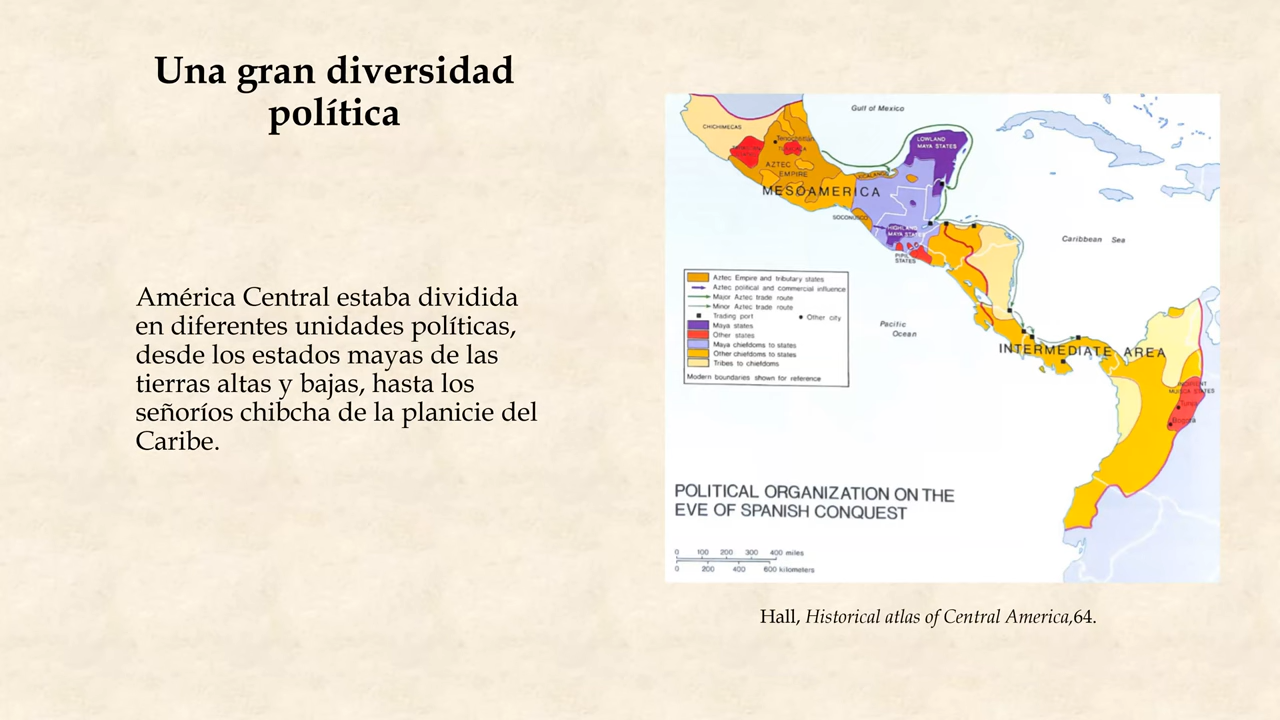 Una gran diversidad
política
América Central estaba dividida
en diferentes unidades políticas,
desde los estados mayas de las
tierras altas y bajas, hasta los
señoríos chibcha de la planicie del
Caribe.
Gulf of Mexico
CHICHIMECAS
Tenochtitlan
AZTEC
EMPIRE
LOWLAND
MAYA STATES
MESOAMERICA
SOCONUSCO
HIGHLAND
MAYA STATES
PIPIL
STATES
Caribbean Sea
Pacific
Ocean
INTERMEDIATE AREA
MUISCA STATES
Tunja
Bogota
Aztec Empire and tributary states
Aztec political and commercial influence
Major Aztec trade route
Minor Aztec trade route
Trading port
Other city
Maya states
Other states
Maya chiefdoms to states
Other chiefdoms to states
Tribes to chiefdoms
Modern boundaries shown for reference
POLITICAL ORGANIZATION ON THE
EVE OF SPANISH CONQUEST
0 100 200 300 400 miles
0 200 400 600 kilometers
Hall, Historical atlas of Central America,64.